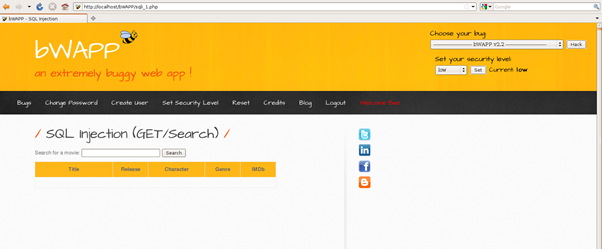 http://localhost/bWAPP/sqli_1.php
Google
bWAPP - SQL Injection
bWAPP
an extremely buggy web app !
Choose your bug:
bWAPP v2.2
Hack
Set your security level:
low
Set
Current: low
Bugs
Change Password
Create User
Set Security Level
Reset
Credits
Blog
Logout
Welcome Bee
/ SQL Injection (GET/Search) /
Search for a movie:
Search
Title
Release
Character
Genre
IMDb